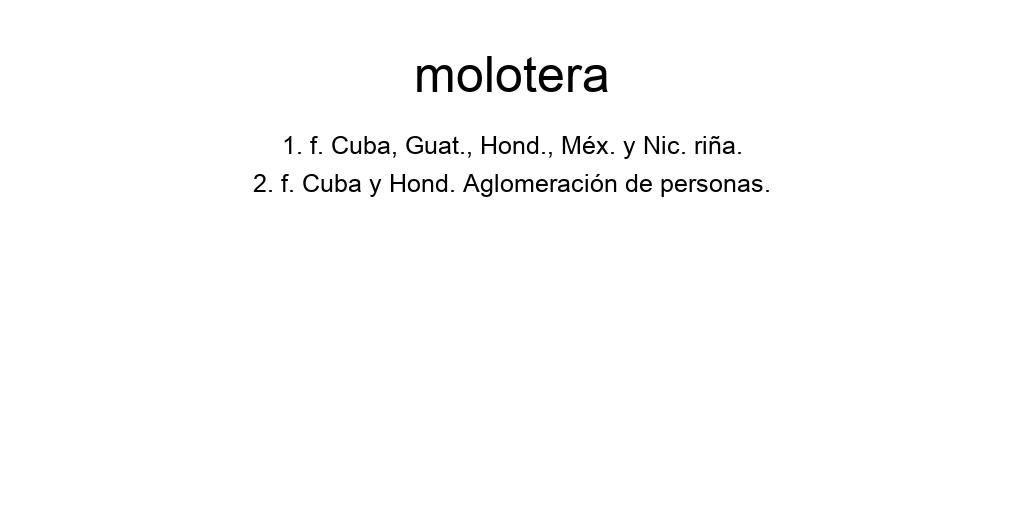 molotera
1. f. Cuba, Guat., Hond., Méx. y Nic. riña.
2. f. Cuba y Hond. Aglomeración de personas.